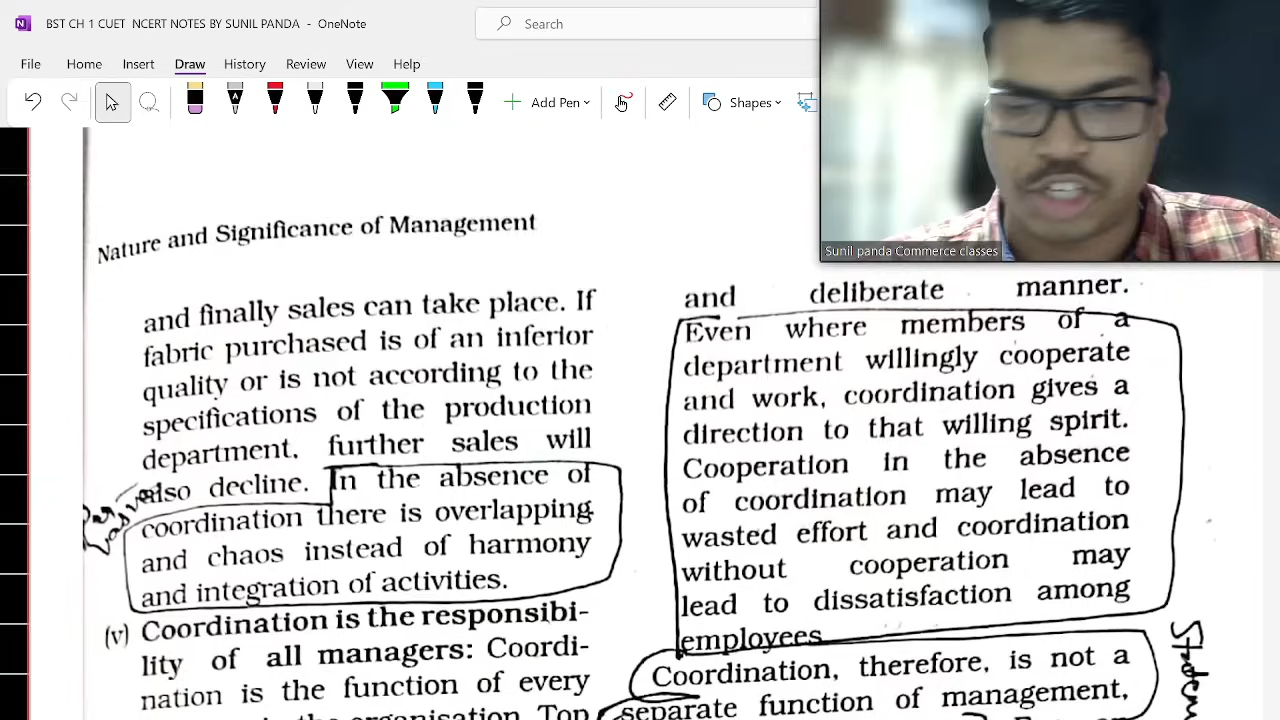 BST CH 1 CUET NCERT NOTES BY SUNIL PANDA - OneNote
Search
File Home Insert Draw History Review View Help
Add Pen
Shapes
Sunil panda Commerce classes
Nature and Significance of Management
and finally sales can take place. If
fabric purchased is of an inferior
quality or is not according to the
specifications of the production
department, further sales will
also decline. In the absence of
coordination there is overlapping
and chaos instead of harmony
and integration of activities.
(v) Coordination is the responsibi-
lity of all managers: Coordi-
nation is the function of every
in the organisation. Top
and deliberate manner.
Even where members of a
department willingly cooperate
and work, coordination gives a
direction to that willing spirit.
Cooperation in the absence
of coordination may lead to
wasted effort and coordination
without cooperation may
lead to dissatisfaction among
employees
Coordination, therefore, is not a
separate function of management,